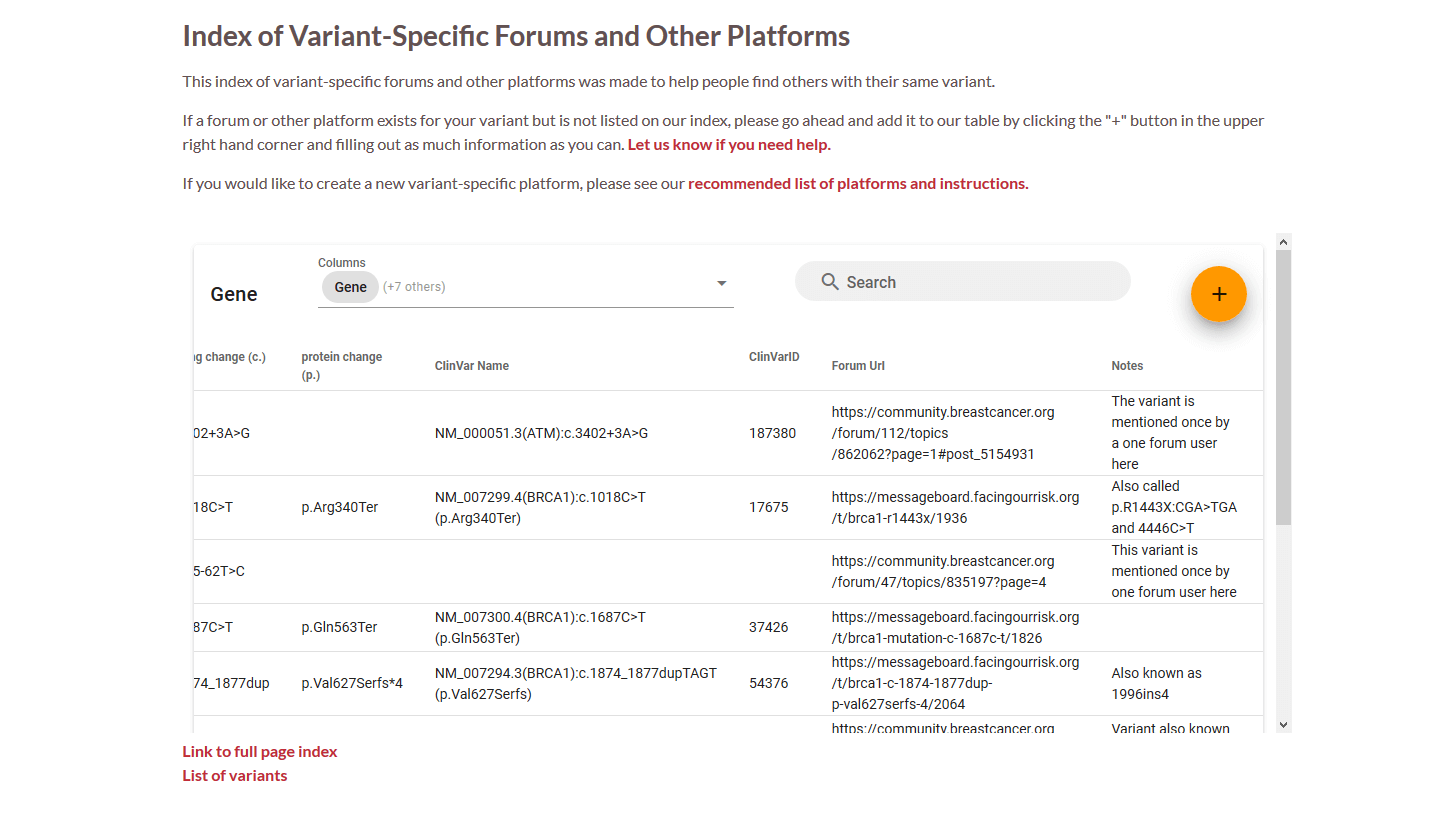 Index of Variant-Specific Forums and Other Platforms
This index of variant-specific forums and other platforms was made to help people find others with their same variant.
If a forum or other platform exists for your variant but is not listed on our index, please go ahead and add it to our table by clicking the "+" button in the upper
right hand corner and filling out as much information as you can. Let us know if you need help.
If you would like to create a new variant-specific platform, please see our recommended list of platforms and instructions.
Gene
Columns
Gene (+7 others)
Search
+
g change (c.)
protein change
(p.)
ClinVar Name
ClinVarID
Forum Url
Notes
02+3A>G
NM_000051.3(ATM):c.3402+3A>G
187380
https://community.breastcancer.org
/forum/112/topics
/862062?page=1#post_5154931
The variant is
mentioned once by
a one forum user
here
18C>T
p.Arg340Ter
NM_007299.4(BRCA1):c.1018C>T
(p.Arg340Ter)
17675
https://messageboard.facingourrisk.org
/t/brca1-r1443x/1936
Also called
p.R1443X:CGA>TGA
and 4446C>T
5-62T>C
https://community.breastcancer.org
/forum/47/topics/835197?page=4
This variant is
mentioned once by
one forum user here
87C>T
p.Gln563Ter
NM_007300.4(BRCA1):c.1687C>T
(p.Gln563Ter)
37426
https://messageboard.facingourrisk.org
/t/brca1-mutation-c-1687c-t/1826
74_1877dup
p.Val627Serfs*4
NM_007294.3(BRCA1):c.1874_1877dupTAGT
(p.Val627Serfs)
54376
https://messageboard.facingourrisk.org
/t/brca1-c-1874-1877dup-
p-val627serfs-4/2064
Also known as
1996ins4
https://community.breastcancer.org
Variant also known
Link to full page index
List of variants